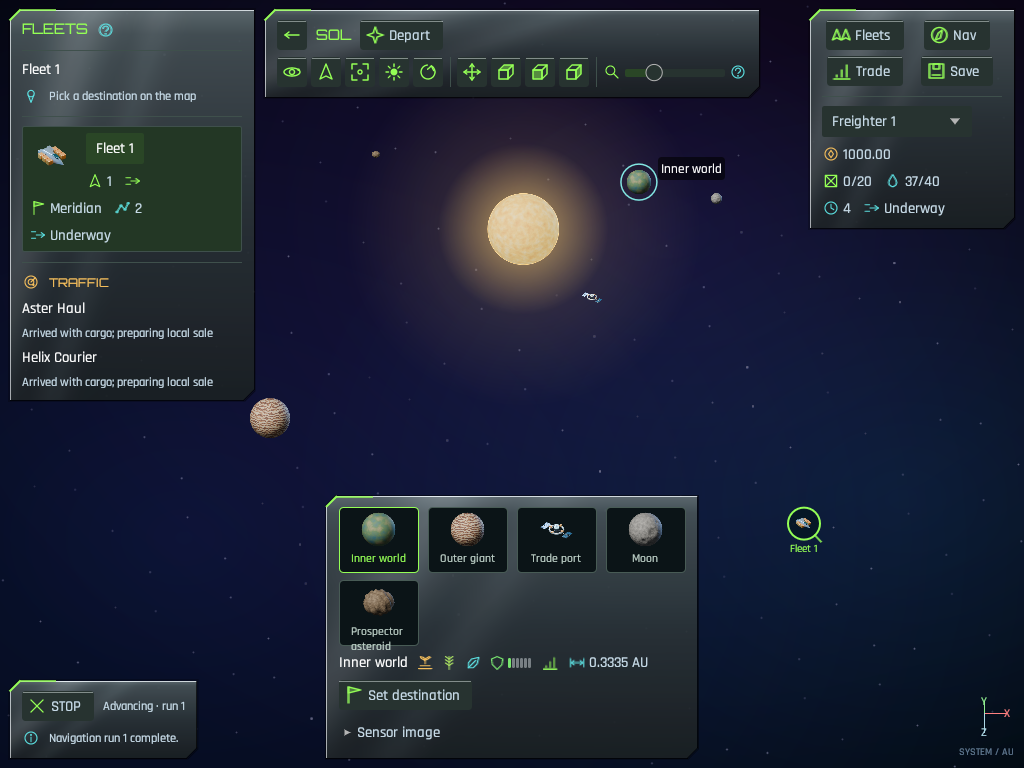 FLEETS
Fleet 1
Pick a destination on the map
Fleet 1
1
Meridian 2
Underway
TRAFFIC
Aster Haul
Arrived with cargo; preparing local sale
Helix Courier
Arrived with cargo; preparing local sale
SOL Depart
Fleets Nav
Trade Save
Freighter 1
1000.00
0/20 37/40
4 Underway
Inner world
Fleet 1
Inner world Outer giant Trade port Moon
Prospector
asteroid
Inner world 0.3335 AU
Set destination
Sensor image
STOP Advancing · run 1
Navigation run 1 complete.
Y
X
Z
SYSTEM / AU